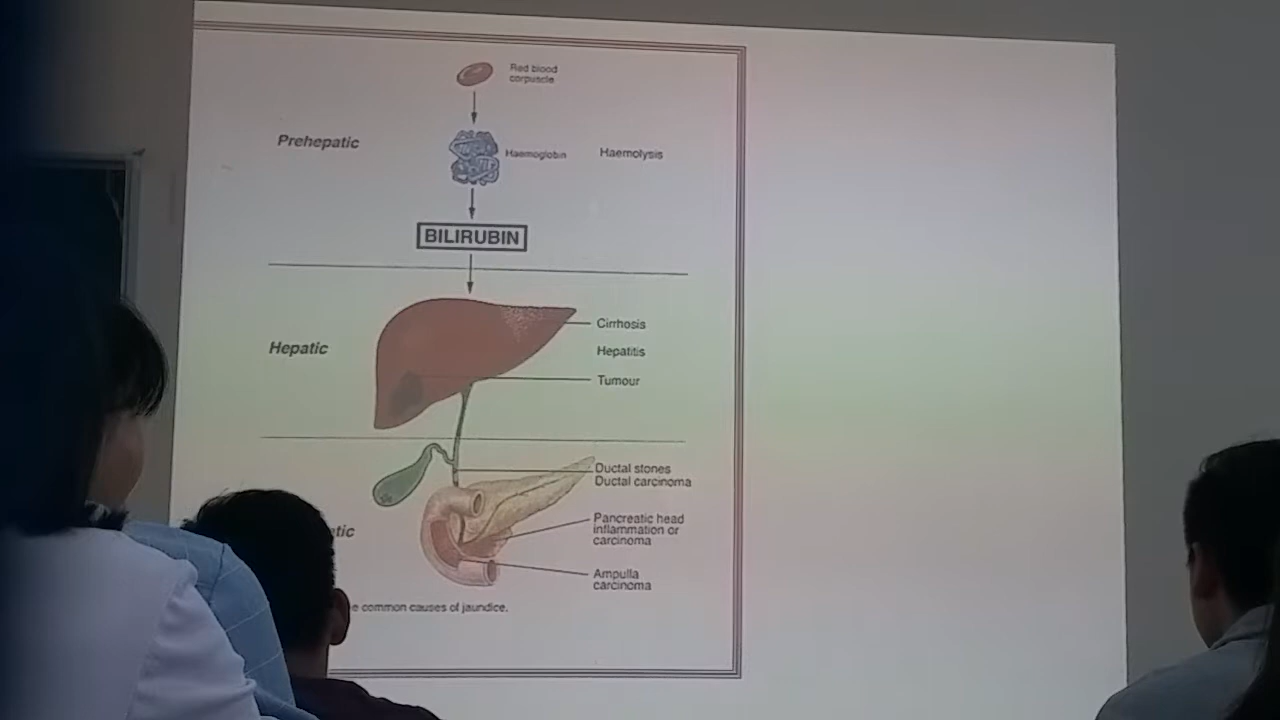 Red blood
corpuscle
Prehepatic
Haemoglobin
Haemolysis
BILIRUBIN
Cirrhosis
Hepatic
Hepatitis
Tumour
Ductal stones
Ductal carcinoma
Pancreatic head
inflammation or
carcinoma
tic
Ampulla
carcinoma
e common causes of jaundice.